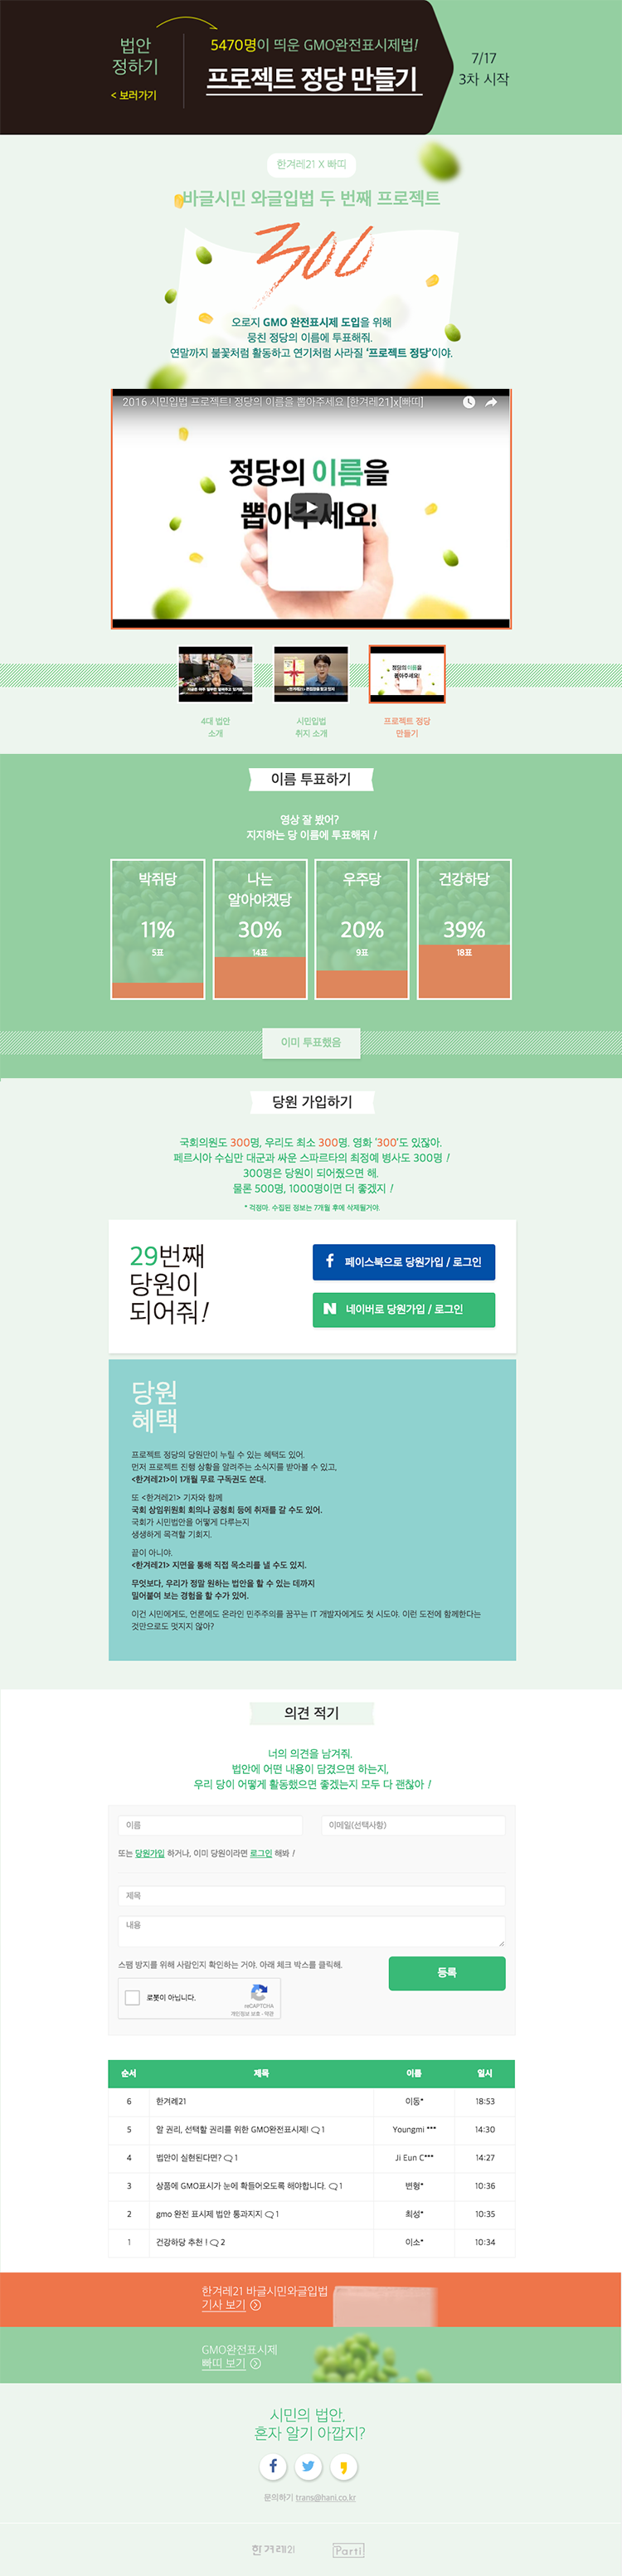 법안
정하기
< 보러가기
5470명이 띄운 GMO완전표시제법!
프로젝트 정당 만들기
7/17
3차 시작
한겨레21 X 빠띠
바글시민 와글입법 두 번째 프로젝트
300
오로지 GMO 완전표시제 도입을 위해
뭉친 정당의 이름에 투표해줘.
연말까지 불꽃처럼 활동하고 연기처럼 사라질 '프로젝트 정당'이야.
2016 시민입법 프로젝트! 정당의 이름을 뽑아주세요 [한겨레21]x[빠띠]
정당의 이름을
뽑아주세요!
정당의 이름을
뽑아주세요!
4대 법안
소개
시민입법
취지 소개
프로젝트 정당
만들기
이름 투표하기
영상 잘 봤어?
지지하는 당 이름에 투표해줘 !
박쥐당
11%
5표
나는
알아야겠당
30%
14표
우주당
20%
9표
건강하당
39%
18표
이미 투표했음
당원 가입하기
국회의원도 300명, 우리도 최소 300명. 영화 '300'도 있잖아.
페르시아 수십만 대군과 싸운 스파르타의 최정예 병사도 300명 !
300명은 당원이 되어줬으면 해.
물론 500명, 1000명이면 더 좋겠지 !
* 걱정마. 수집된 정보는 7개월 후에 삭제될거야.
29번째
당원이
되어줘!
페이스북으로 당원가입 / 로그인
네이버로 당원가입 / 로그인
당원
혜택
프로젝트 정당의 당원만이 누릴 수 있는 혜택도 있어.
먼저 프로젝트 진행 상황을 알려주는 소식지를 받아볼 수 있고,
<한겨레21>이 1개월 무료 구독권도 쏜대.
또 <한겨레21> 기자와 함께
국회 상임위원회 회의나 공청회 등에 취재를 갈 수도 있어.
국회가 시민법안을 어떻게 다루는지
생생하게 목격할 기회지.
끝이 아니야.
<한겨레21> 지면을 통해 직접 목소리를 낼 수도 있지.
무엇보다, 우리가 정말 원하는 법안을 할 수 있는 데까지
밀어붙여 보는 경험을 할 수가 있어.
이건 시민에게도, 언론에도 온라인 민주주의를 꿈꾸는 IT 개발자에게도 첫 시도야. 이런 도전에 함께한다는
것만으로도 멋지지 않아?
의견 적기
너의 의견을 남겨줘.
법안에 어떤 내용이 담겼으면 하는지,
우리 당이 어떻게 활동했으면 좋겠는지 모두 다 괜찮아 !
이름
이메일(선택사항)
또는 당원가입 하거나, 이미 당원이라면 로그인 해봐 !
제목
내용
스팸 방지를 위해 사람인지 확인하는 거야. 아래 체크 박스를 클릭해.
등록
로봇이 아닙니다.
reCAPTCHA
개인정보 보호 - 약관
순서 제목 이름 일시
6 한겨레21 이동* 18:53
5 알 권리, 선택할 권리를 위한 GMO완전표시제! 1 Youngmi *** 14:30
4 법안이 실현된다면? 1 Ji Eun C*** 14:27
3 상품에 GMO표시가 눈에 확들어오도록 해야합니다. 1 변형* 10:36
2 gmo 완전 표시제 법안 통과지지 1 최성* 10:35
1 건강하당 추천 ! 2 이소* 10:34
한겨레21 바글시민와글입법
기사 보기
GMO완전표시제
빠띠 보기
시민의 법안,
혼자 알기 아깝지?
문의하기 trans@hani.co.kr
한겨레21
Parti